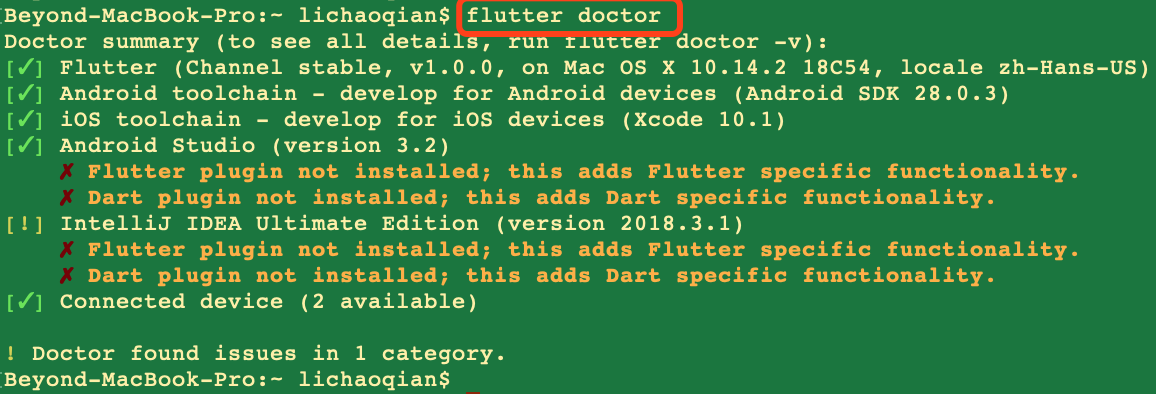 [Beyond-MacBook-Pro:~ lichaoqian$ flutter doctor
Doctor summary (to see all details, run flutter doctor -v):
[✓] Flutter (Channel stable, v1.0.0, on Mac OS X 10.14.2 18C54, locale zh-Hans-US)
[✓] Android toolchain - develop for Android devices (Android SDK 28.0.3)
[✓] iOS toolchain - develop for iOS devices (Xcode 10.1)
[✓] Android Studio (version 3.2)
✗ Flutter plugin not installed; this adds Flutter specific functionality.
✗ Dart plugin not installed; this adds Dart specific functionality.
[!] IntelliJ IDEA Ultimate Edition (version 2018.3.1)
✗ Flutter plugin not installed; this adds Flutter specific functionality.
✗ Dart plugin not installed; this adds Dart specific functionality.
[✓] Connected device (2 available)
! Doctor found issues in 1 category.
[Beyond-MacBook-Pro:~ lichaoqian$